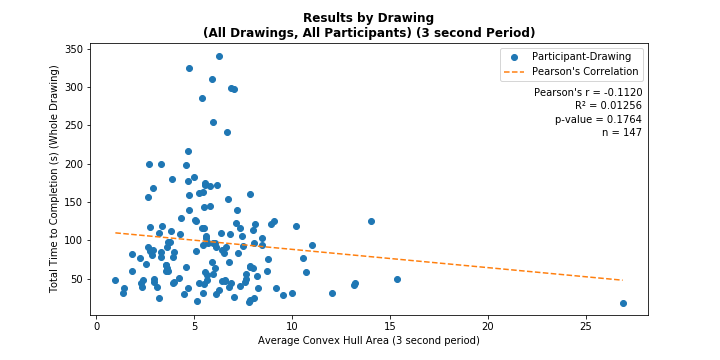 Results by Drawing
(All Drawings, All Participants) (3 second Period)
Participant-Drawing
Pearson's Correlation
Pearson's r = -0.1120
R² = 0.01256
p-value = 0.1764
n = 147
Total Time to Completion (s) (Whole Drawing)
350
300
250
200
150
100
50
0 5 10 15 20 25
Average Convex Hull Area (3 second period)